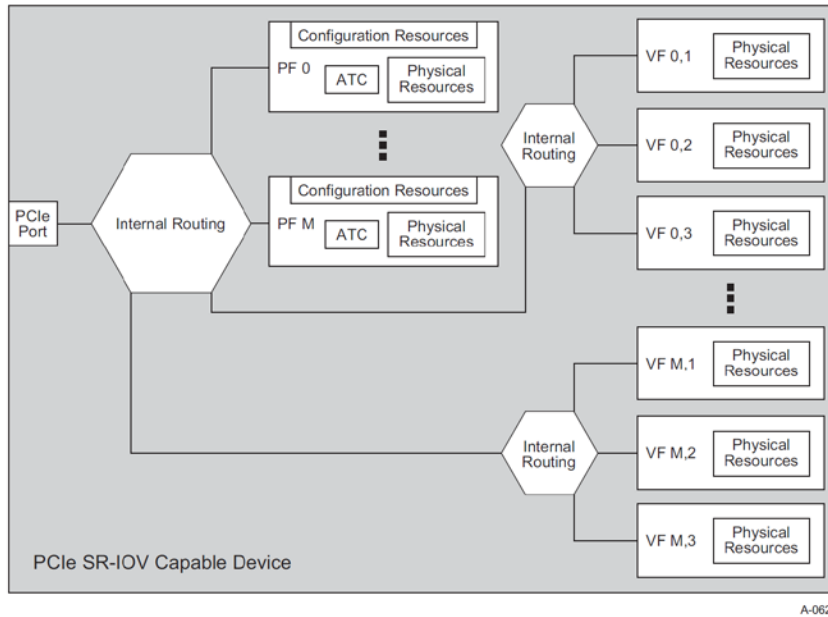 Configuration Resources
PF 0
ATC
Physical
Resources
Configuration Resources
PF M
ATC
Physical
Resources
PCIe
Port
Internal Routing
Internal
Routing
VF 0,1
Physical
Resources
VF 0,2
Physical
Resources
VF 0,3
Physical
Resources
Internal
Routing
VF M,1
Physical
Resources
VF M,2
Physical
Resources
VF M,3
Physical
Resources
PCIe SR-IOV Capable Device
A-062